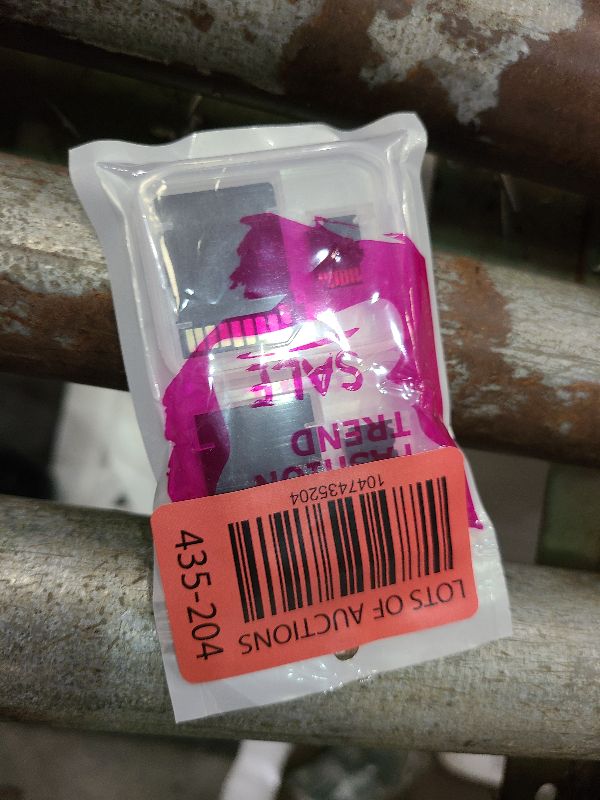 LOTS OF AUCTIONS
1047435204
435-204
FASHION
TREND
SALE